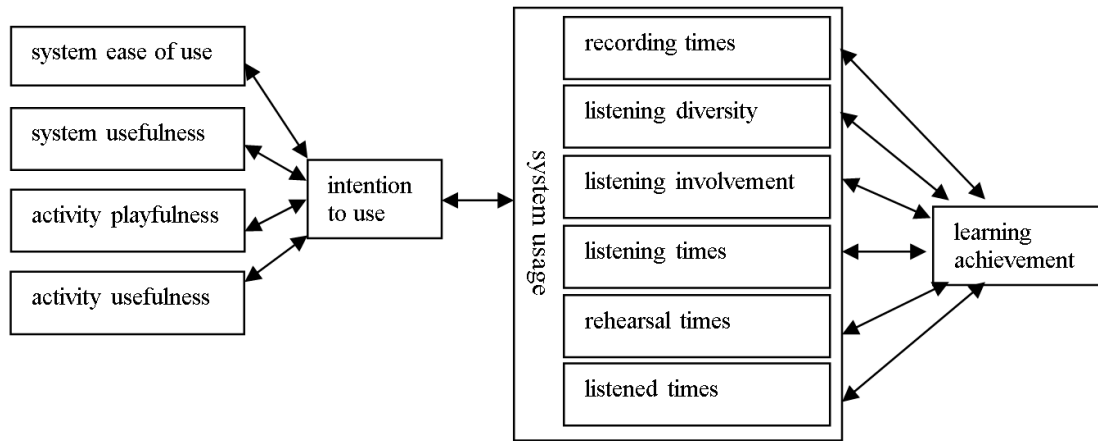 system ease of use
system usefulness
activity playfulness
activity usefulness
intention
to use
system usage
recording times
listening diversity
listening involvement
listening times
rehearsal times
listened times
learning
achievement